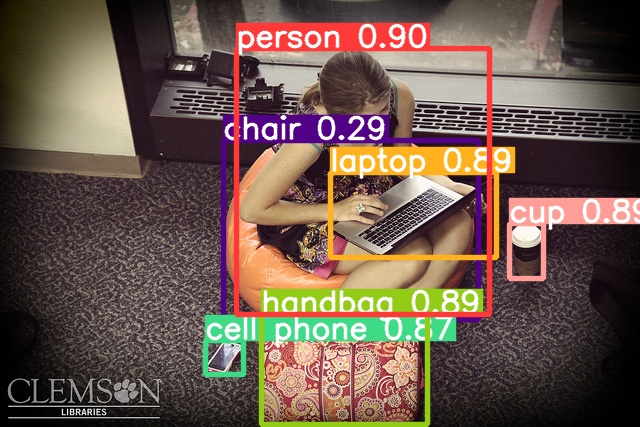 person 0.90
chair 0.29
laptop 0.89
cup 0.89
handbag 0.89
cell phone 0.87
CLEMSON
LIBRARIES